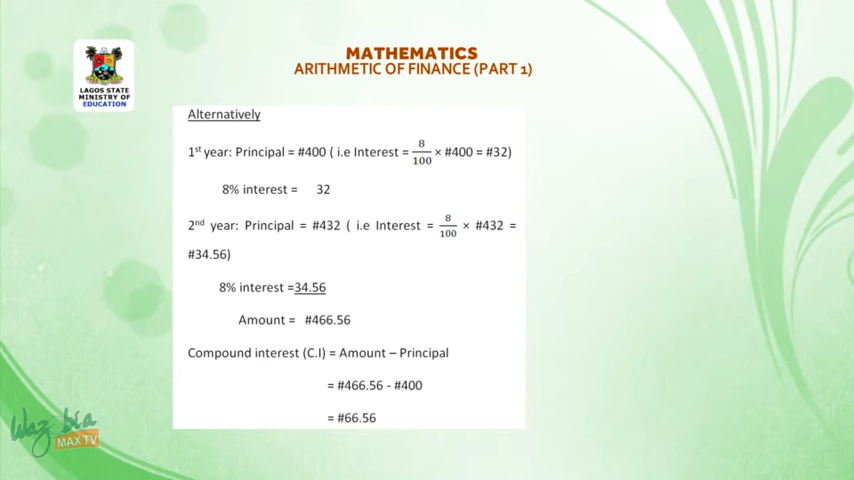 MATHEMATICS
ARITHMETIC OF FINANCE (PART 1)
LAGOS STATE
MINISTRY OF
EDUCATION
Alternatively
1st year: Principal = #400 ( i.e Interest = 8/100 × #400 = #32)
8% interest = 32
2nd year: Principal = #432 ( i.e Interest = 8/100 × #432 =
#34.56)
8% interest =34.56
Amount = #466.56
Compound interest (C.I) = Amount – Principal
= #466.56 - #400
= #66.56
Wazobia
MAX TV